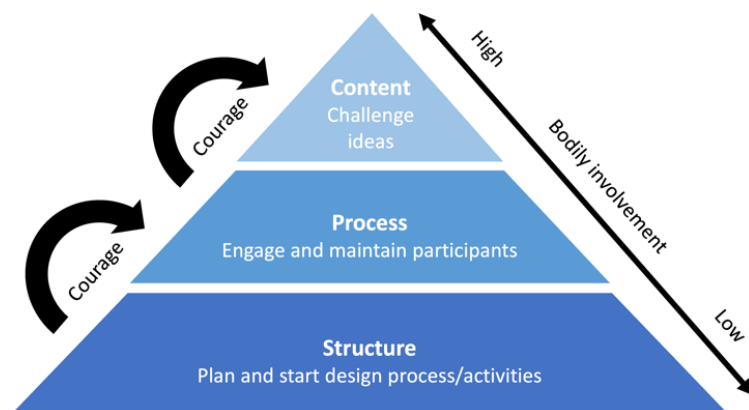 Content
Challenge
ideas
Courage
Process
Engage and maintain participants
Courage
Structure
Plan and start design process/activities
High
Bodily involvement
Low